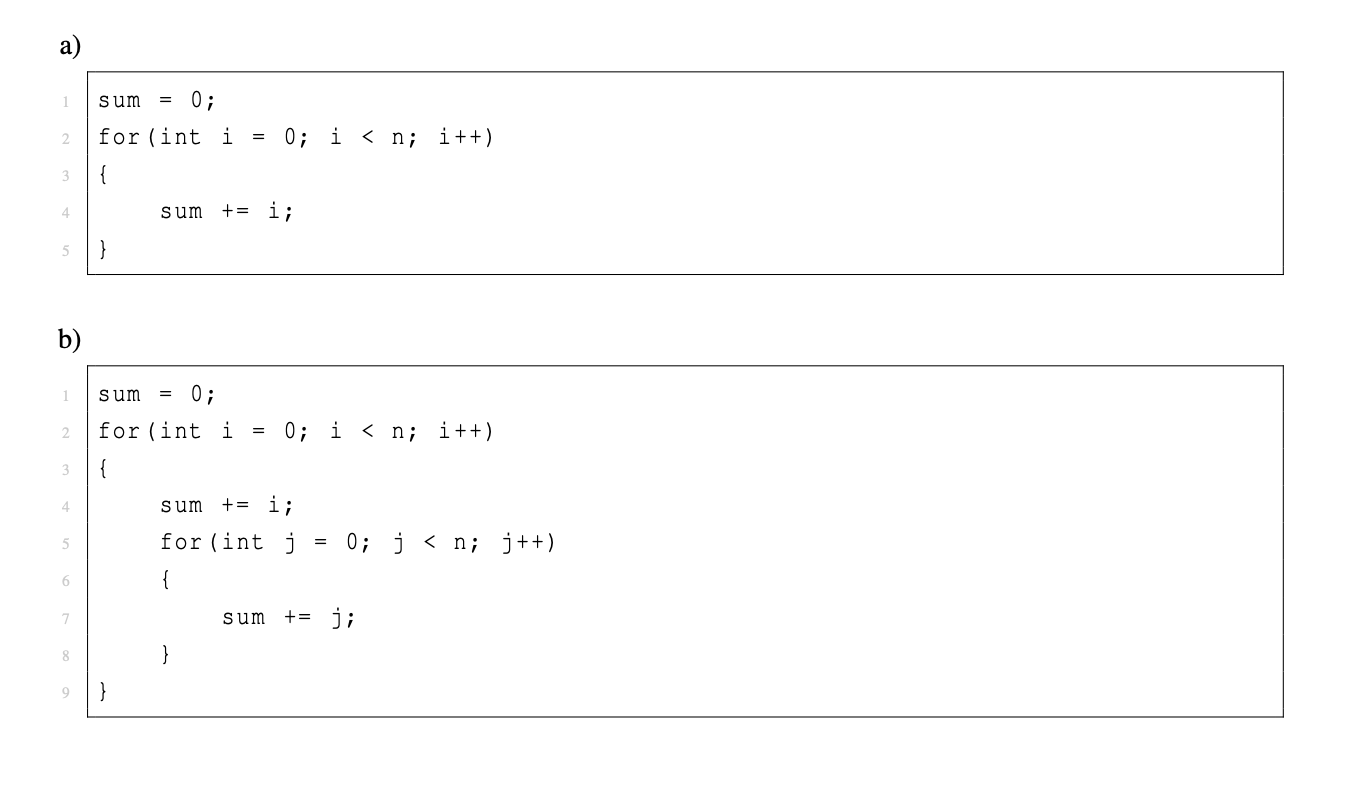 a)
1 sum = 0;
2 for(int i = 0; i < n; i++)
3 {
4     sum += i;
5 }
b)
1 sum = 0;
2 for(int i = 0; i < n; i++)
3 {
4     sum += i;
5     for(int j = 0; j < n; j++)
6     {
7         sum += j;
8     }
9 }